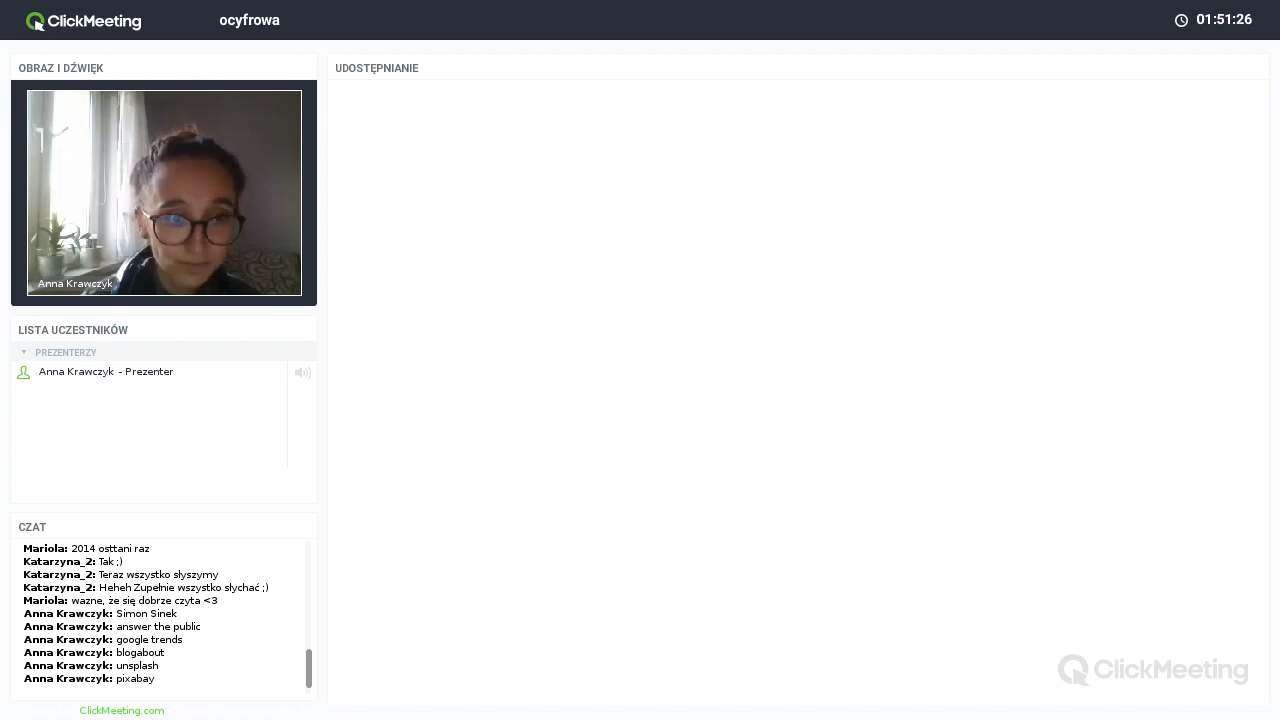 ClickMeeting
ocyfrowa
01:51:26
OBRAZ I DŹWIĘK
Anna Krawczyk
LISTA UCZESTNIKÓW
PREZENTERZY
Anna Krawczyk - Prezenter
CZAT
Mariola: 2014 osttani raz
Katarzyna_2: Tak ;)
Katarzyna_2: Teraz wszystko słyszymy
Katarzyna_2: Heheh Zupełnie wszystko słychać ;)
Mariola: wazne, że się dobrze czyta <3
Anna Krawczyk: Simon Sinek
Anna Krawczyk: answer the public
Anna Krawczyk: google trends
Anna Krawczyk: blogabout
Anna Krawczyk: unsplash
Anna Krawczyk: pixabay
ClickMeeting.com
UDOSTĘPNIANIE
ClickMeeting